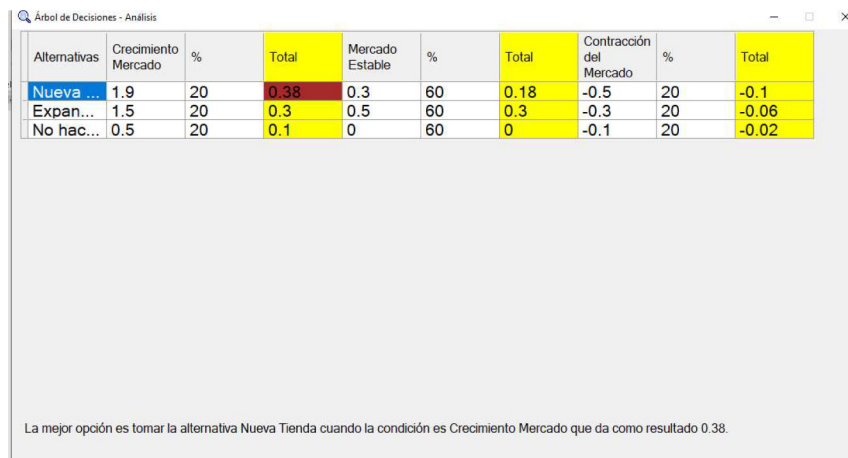 Árbol de Decisiones - Análisis
Alternativas Crecimiento Mercado % Total Mercado Estable % Total Contracción del Mercado % Total
Nueva ... 1.9 20 0.38 0.3 60 0.18 -0.5 20 -0.1
Expan... 1.5 20 0.3 0.5 60 0.3 -0.3 20 -0.06
No hac... 0.5 20 0.1 0 60 0 -0.1 20 -0.02
La mejor opción es tomar la alternativa Nueva Tienda cuando la condición es Crecimiento Mercado que da como resultado 0.38.